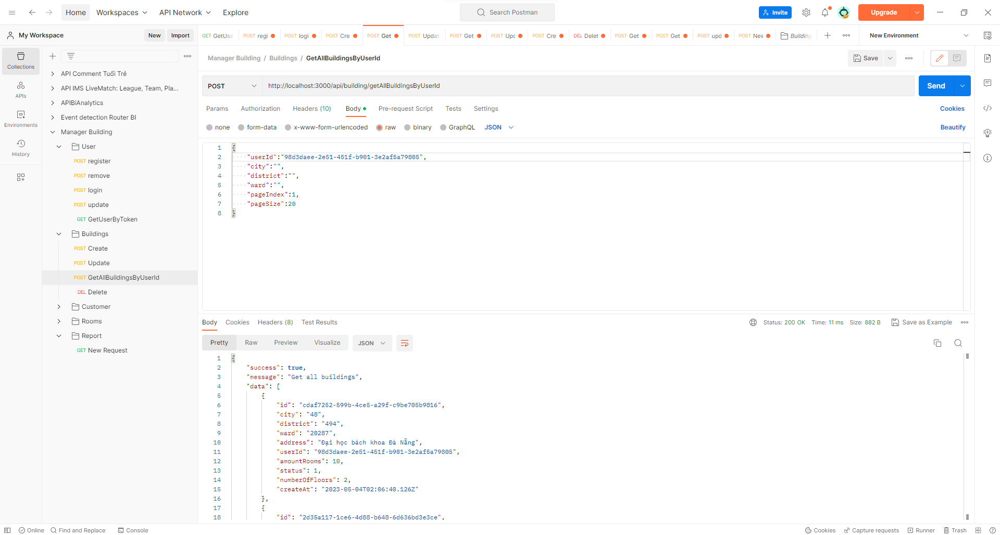 Home Workspaces API Network Explore Search Postman Invite Upgrade
My Workspace New Import
GET GetUse POST regi POST logi POST Cre POST Get POST Updat POST Get POST Upc POST Cre DEL Delet POST Get POST Get POST upd POST Nev Building New Environment
Collections
APIs
Environments
History
API Comment Tuổi Trẻ
API IMS LiveMatch: League, Team, Pla...
APIBiAnalytics
Event detection Router BI
Manager Building
User
POST register
POST remove
POST login
POST update
GET GetUserByToken
Buildings
POST Create
POST Update
POST GetAllBuildingsByUserId
DEL Delete
Customer
Rooms
Report
GET New Request
Manager Building / Buildings / GetAllBuildingsByUserId Save
POST http://localhost:3000/api/building/getAllBuildingsByUserId Send
Params Authorization Headers (10) Body Pre-request Script Tests Settings Cookies
none form-data x-www-form-urlencoded raw binary GraphQL JSON Beautify
1 {
2 "userId":"98d3daee-2e51-451f-b901-3e2af5a79805",
3 "city":"",
4 "district":"",
5 "ward":"",
6 "pageIndex":1,
7 "pageSize":20
8 }
Body Cookies Headers (8) Test Results Status: 200 OK Time: 11 ms Size: 882 B Save as Example
Pretty Raw Preview Visualize JSON
1 {
2 "success": true,
3 "message": "Get all buildings",
4 "data": [
5 {
6 "id": "cdaf7252-599b-4ce5-a29f-c9be705b9816",
7 "city": "48",
8 "district": "494",
9 "ward": "20287",
10 "address": "Đại học bách khoa Đà Nẵng",
11 "userId": "98d3daee-2e51-451f-b901-3e2af5a79805",
12 "amountRooms": 10,
13 "status": 1,
14 "numberOfFloors": 2,
15 "createAt": "2023-05-04T02:06:40.126Z"
16 },
17 {
18 "id": "2d35a117-1ce6-4d88-b648-6d636bd3e3ce",
Online Find and Replace Console Cookies Capture requests Runner Trash